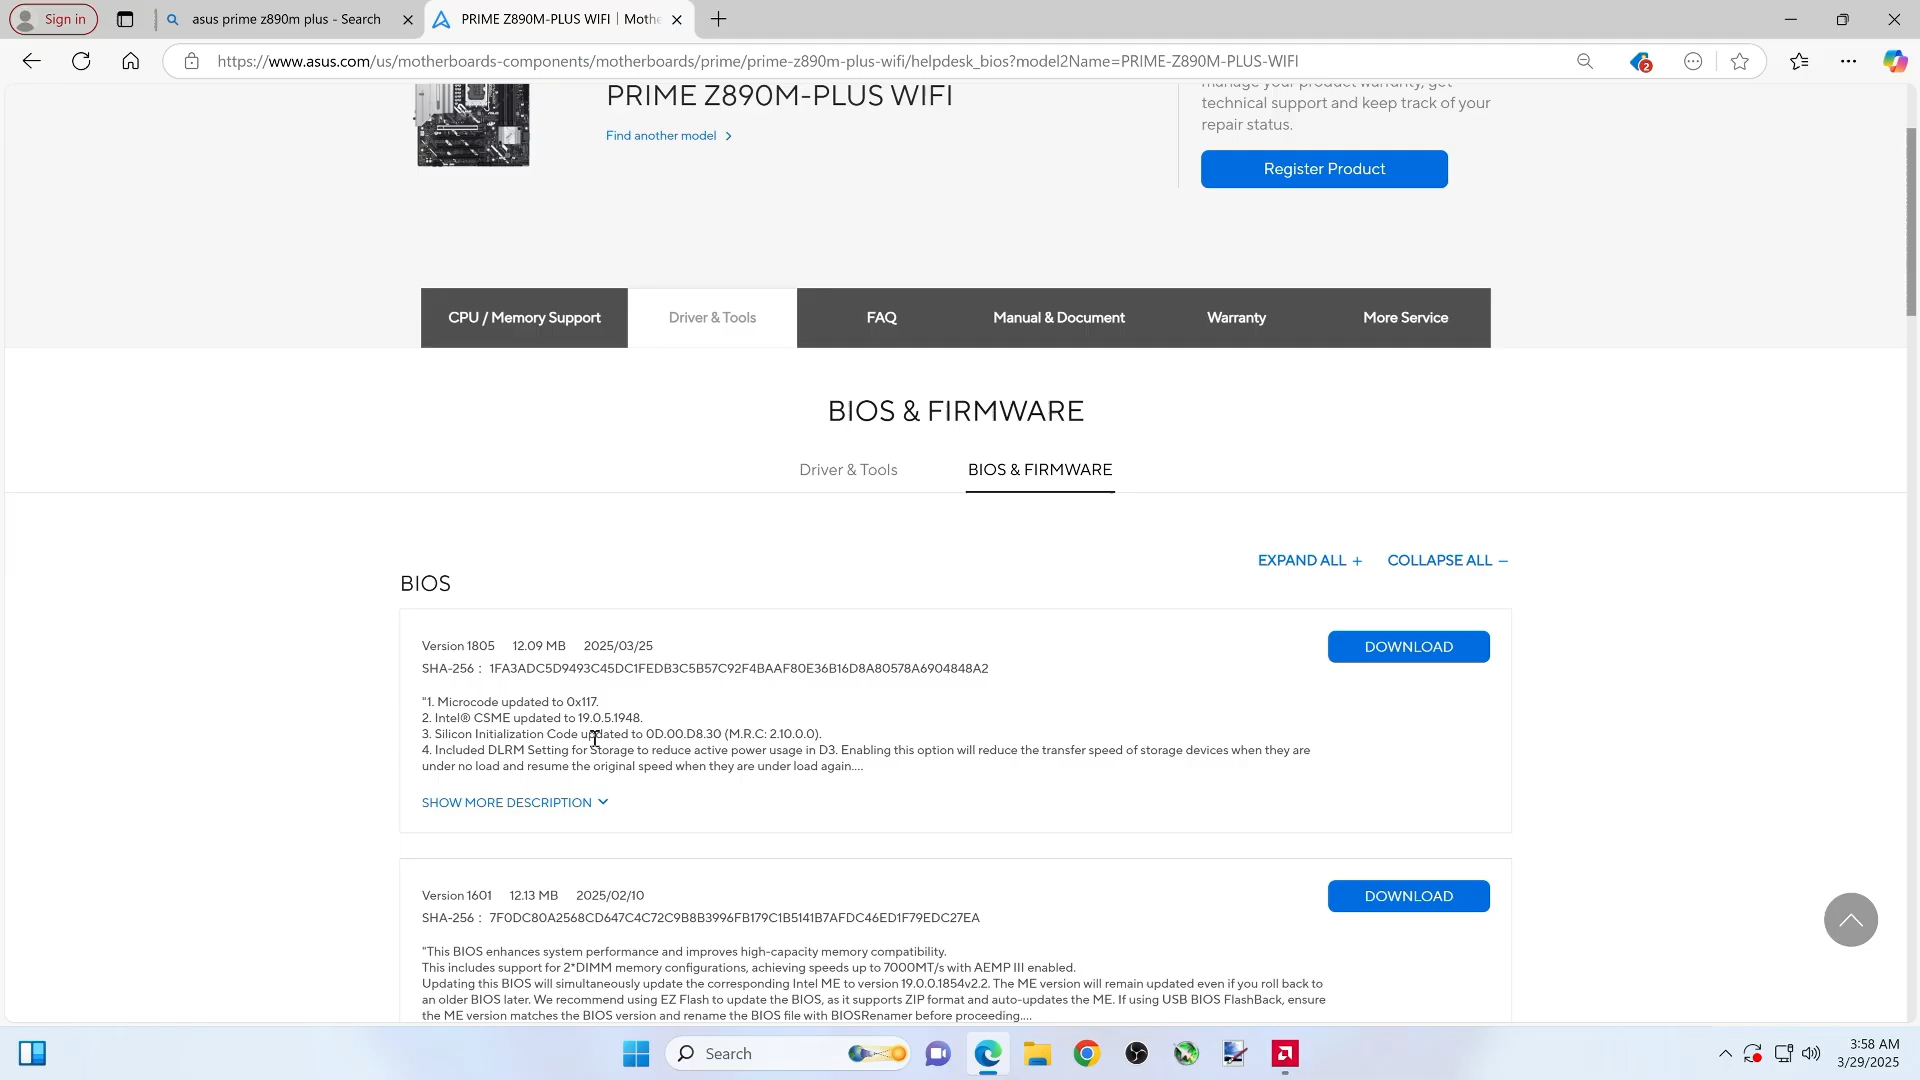 Sign in
asus prime z890m plus - Search
PRIME Z890M-PLUS WIFI | Mothe
https://www.asus.com/us/motherboards-components/motherboards/prime/prime-z890m-plus-wifi/helpdesk_bios?model2Name=PRIME-Z890M-PLUS-WIFI
2
PRIME Z890M-PLUS WIFI
Find another model
manage your product warranty, get
technical support and keep track of your
repair status.
Register Product
CPU / Memory Support
Driver & Tools
FAQ
Manual & Document
Warranty
More Service
BIOS & FIRMWARE
Driver & Tools
BIOS & FIRMWARE
EXPAND ALL +
COLLAPSE ALL −
BIOS
Version 1805 12.09 MB 2025/03/25
DOWNLOAD
SHA-256 : 1FA3ADC5D9493C45DC1FEDB3C5B57C92F4BAAF80E36B16D8A80578A6904848A2
"1. Microcode updated to 0x117.
2. Intel® CSME updated to 19.0.5.1948.
3. Silicon Initialization Code updated to 0D.00.D8.30 (M.R.C: 2.10.0.0).
4. Included DLRM Setting for Storage to reduce active power usage in D3. Enabling this option will reduce the transfer speed of storage devices when they are
under no load and resume the original speed when they are under load again....
SHOW MORE DESCRIPTION
Version 1601 12.13 MB 2025/02/10
DOWNLOAD
SHA-256 : 7F0DC80A2568CD647C4C72C9B8B3996FB179C1B5141B7AFDC46ED1F79EDC27EA
"This BIOS enhances system performance and improves high-capacity memory compatibility.
This includes support for 2*DIMM memory configurations, achieving speeds up to 7000MT/s with AEMP III enabled.
Updating this BIOS will simultaneously update the corresponding Intel ME to version 19.0.0.1854v2.2. The ME version will remain updated even if you roll back to
an older BIOS later. We recommend using EZ Flash to update the BIOS, as it supports ZIP format and auto-updates the ME. If using USB BIOS FlashBack, ensure
the ME version matches the BIOS version and rename the BIOS file with BIOSRenamer before proceeding....
Search
3:58 AM
3/29/2025